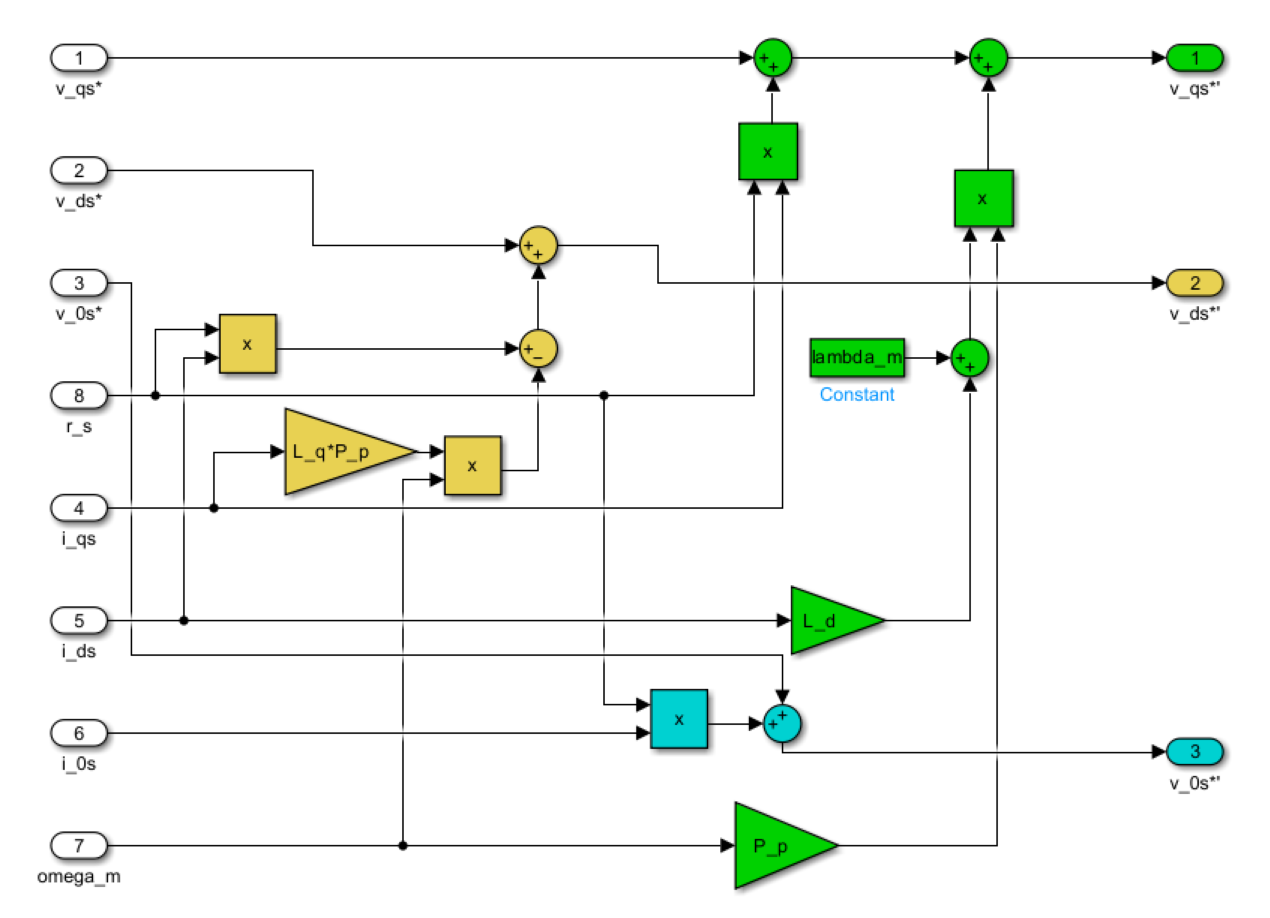 1
v_qs*
+
+
+
+
1
v_qs*'
x
2
v_ds*
x
+
+
3
v_0s*
2
v_ds*'
x
+
−
lambda_m
+
+
Constant
8
r_s
L_q*P_p
x
4
i_qs
5
i_ds
L_d
x
+
+
6
i_0s
3
v_0s*'
7
omega_m
P_p